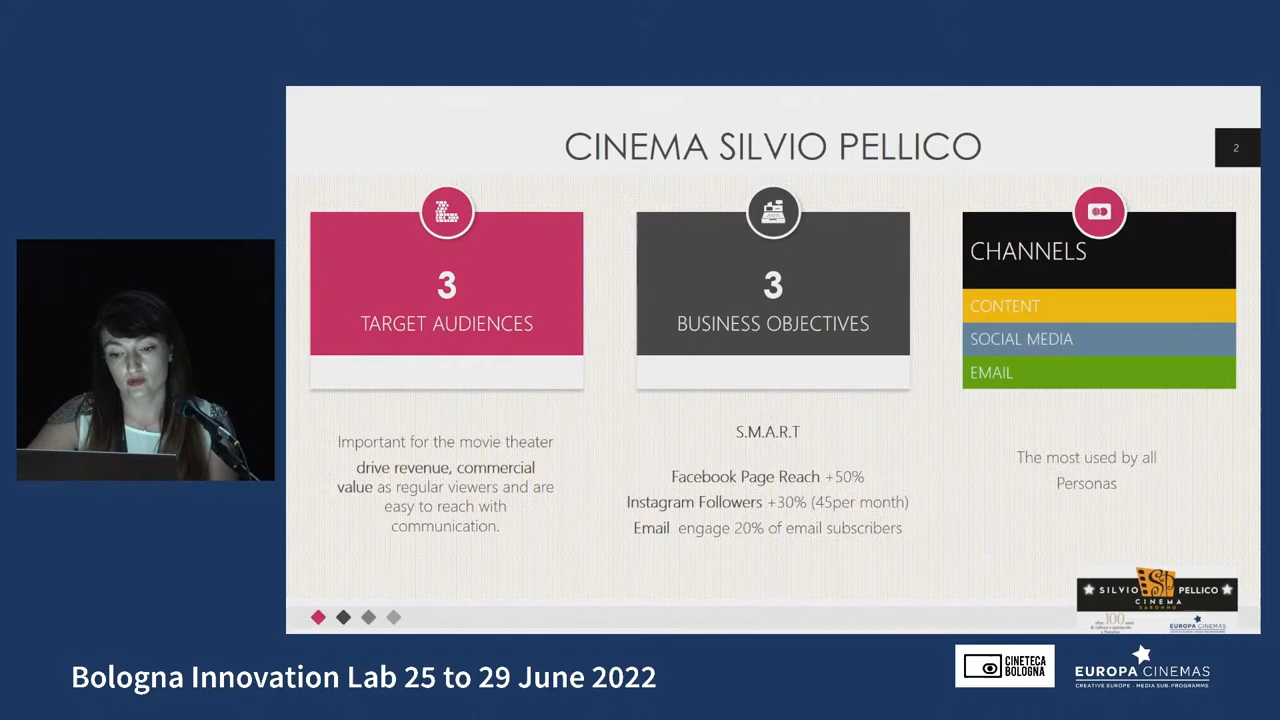 CINEMA SILVIO PELLICO
2
3
TARGET AUDIENCES
Important for the movie theater
drive revenue, commercial
value as regular viewers and are
easy to reach with
communication.
3
BUSINESS OBJECTIVES
S.M.A.R.T
Facebook Page Reach +50%
Instagram Followers +30% (45per month)
Email engage 20% of email subscribers
CHANNELS
CONTENT
SOCIAL MEDIA
EMAIL
The most used by all
Personas
SILVIO SP PELLICO
CINEMA
SARONNO
100
EUROPA CINEMAS
Bologna Innovation Lab 25 to 29 June 2022
CINETECA
BOLOGNA
EUROPA CINEMAS
CREATIVE EUROPE - MEDIA SUB-PROGRAMME